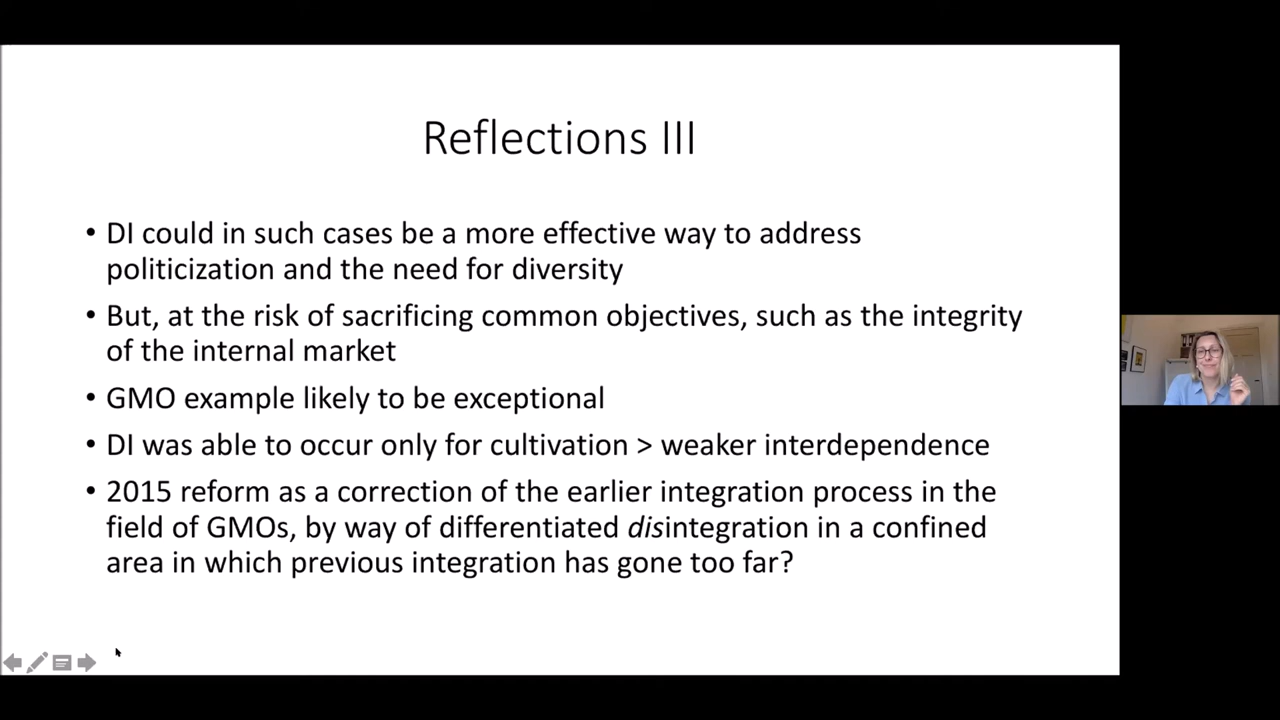 Reflections III
• DI could in such cases be a more effective way to address
politicization and the need for diversity
• But, at the risk of sacrificing common objectives, such as the integrity
of the internal market
• GMO example likely to be exceptional
• DI was able to occur only for cultivation > weaker interdependence
• 2015 reform as a correction of the earlier integration process in the
field of GMOs, by way of differentiated disintegration in a confined
area in which previous integration has gone too far?